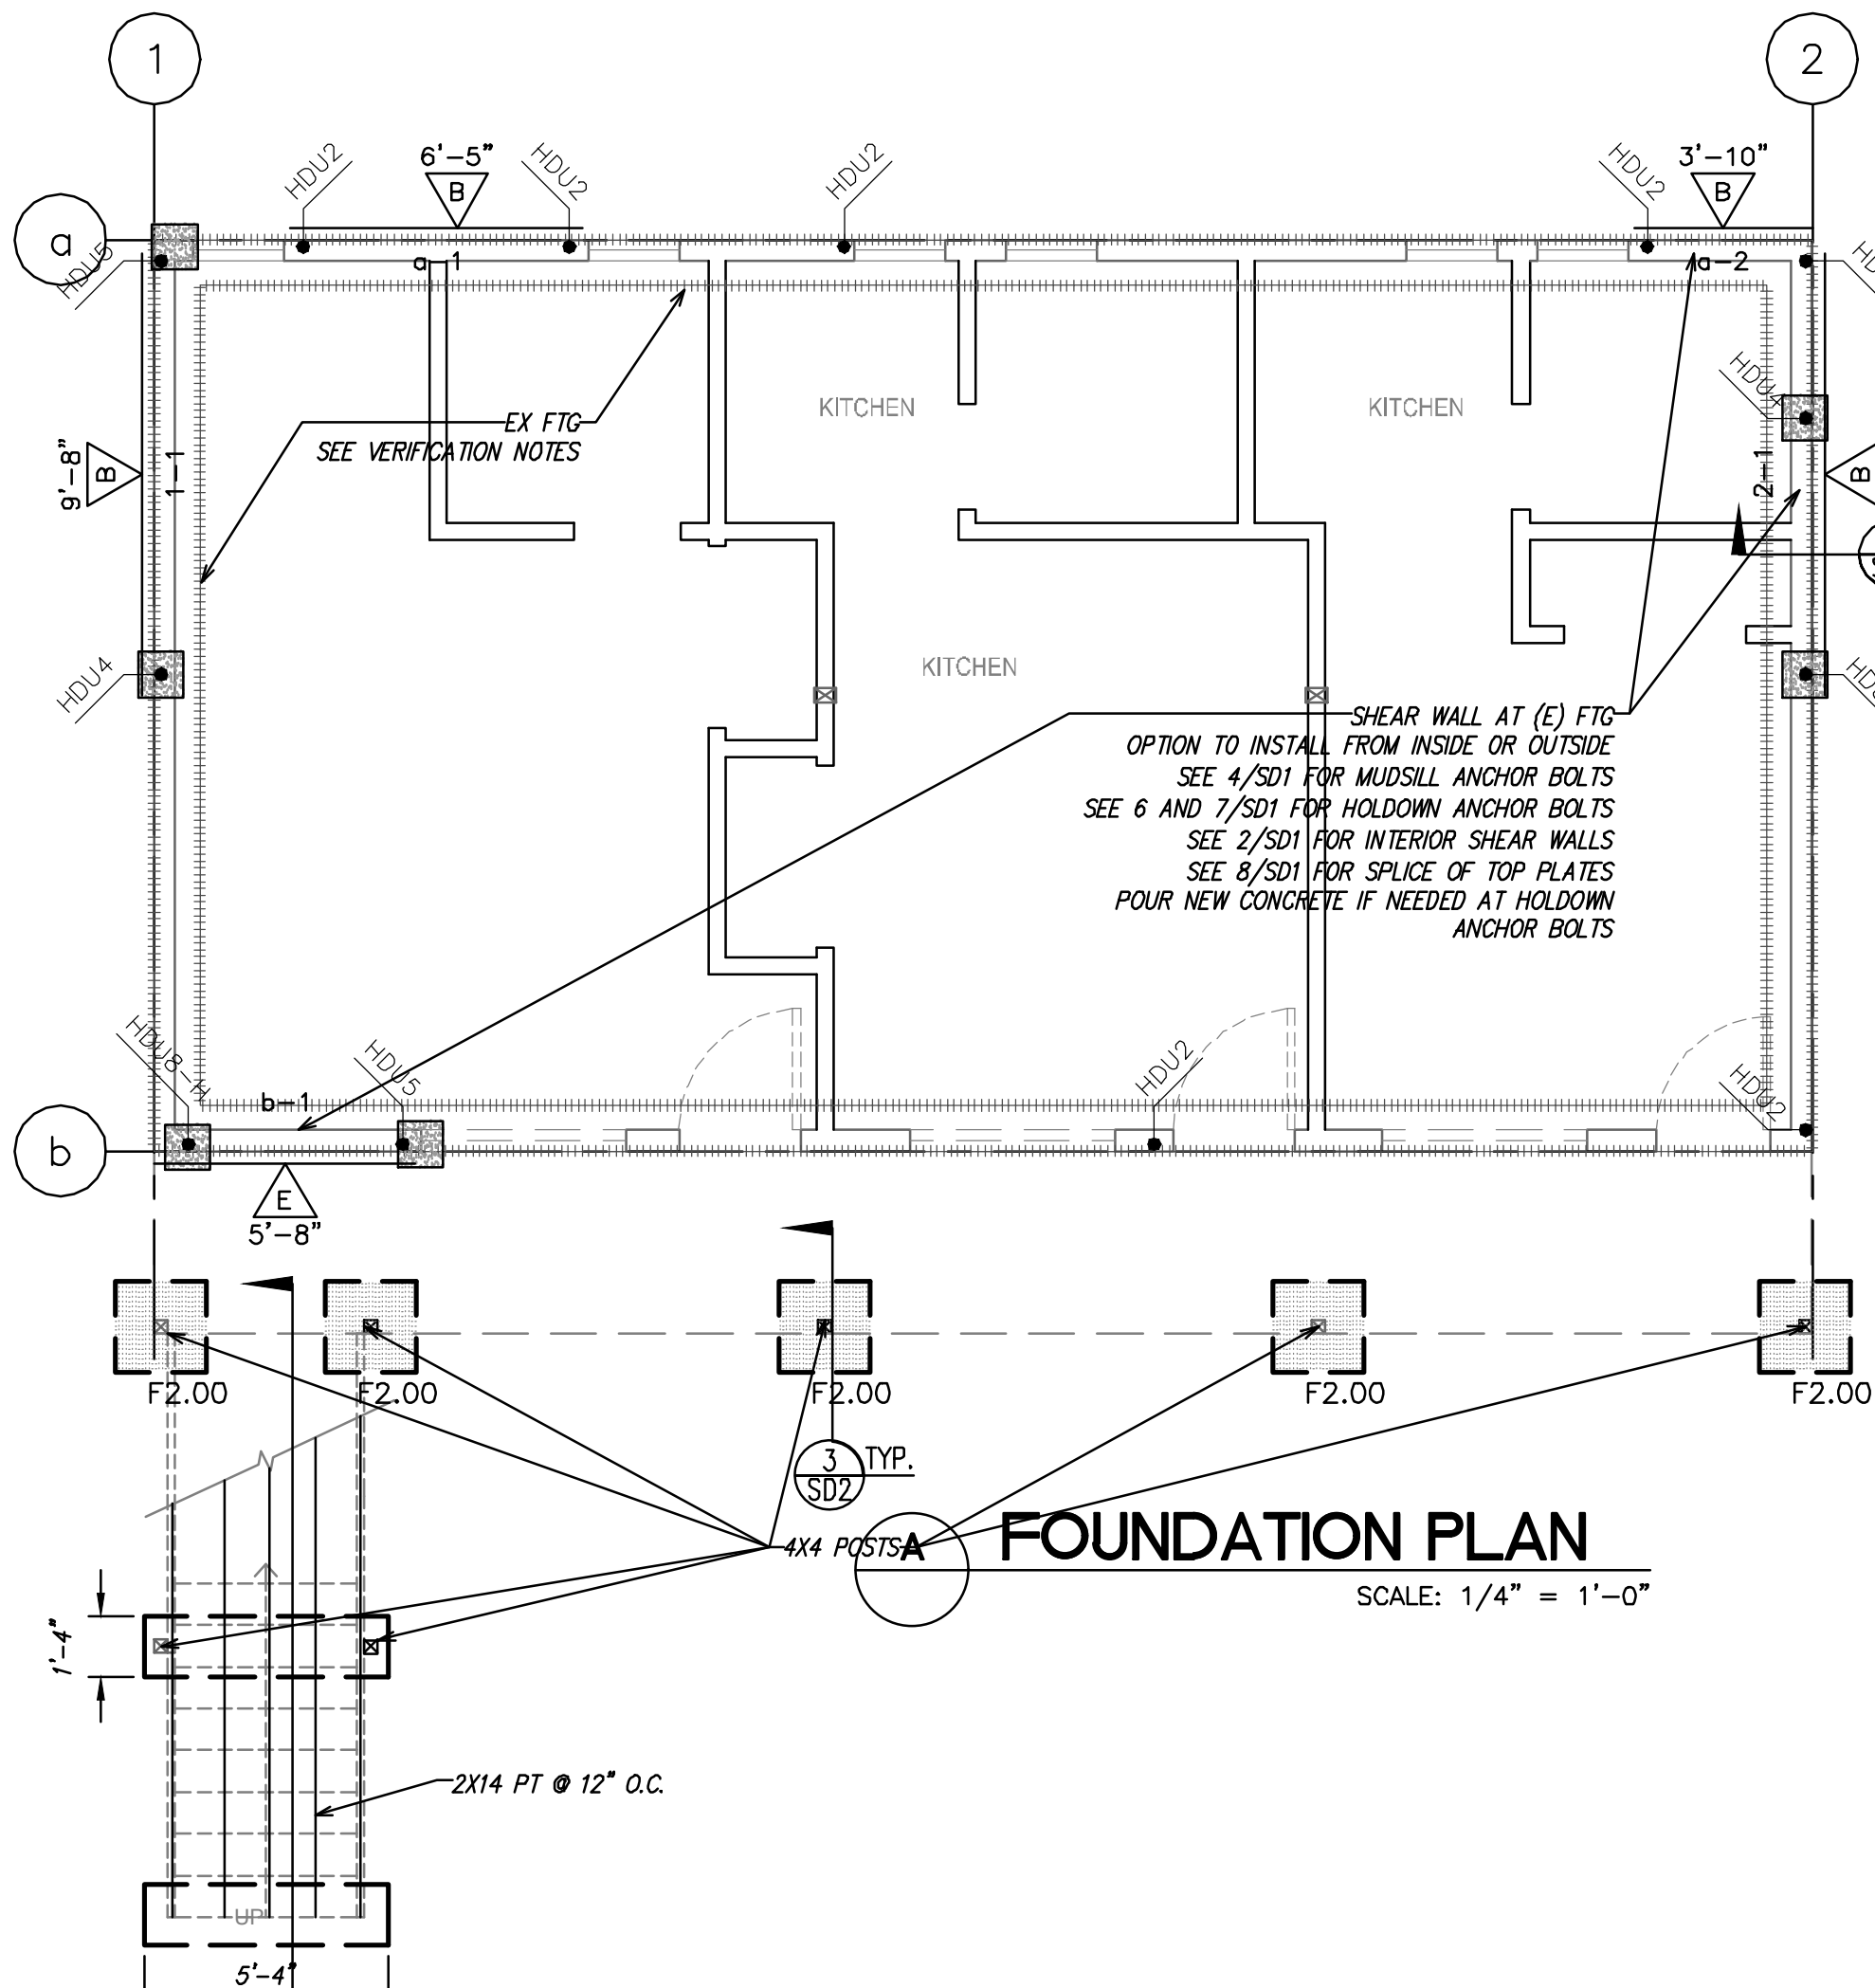 1
2
HDU2
6'-5"
B
HDU2
HDU2
HDU2
3'-10"
B
a
HDU5
a-1
a-2
KITCHEN
KITCHEN
HDU4
EX FTG
SEE VERIFICATION NOTES
9'-8"
B
1-1
2-1
B
HDU4
KITCHEN
SHEAR WALL AT (E) FTG
OPTION TO INSTALL FROM INSIDE OR OUTSIDE
SEE 4/SD1 FOR MUDSILL ANCHOR BOLTS
SEE 6 AND 7/SD1 FOR HOLDOWN ANCHOR BOLTS
SEE 2/SD1 FOR INTERIOR SHEAR WALLS
SEE 8/SD1 FOR SPLICE OF TOP PLATES
POUR NEW CONCRETE IF NEEDED AT HOLDOWN
ANCHOR BOLTS
HDU8-H
HDU5
HDU2
HDU2
b-1
b
E
5'-8"
F2.00
F2.00
F2.00
F2.00
F2.00
3
TYP.
SD2
4X4 POSTS
A
FOUNDATION PLAN
SCALE: 1/4" = 1'-0"
1'-4"
2X14 PT @ 12" O.C.
UP
5'-4"